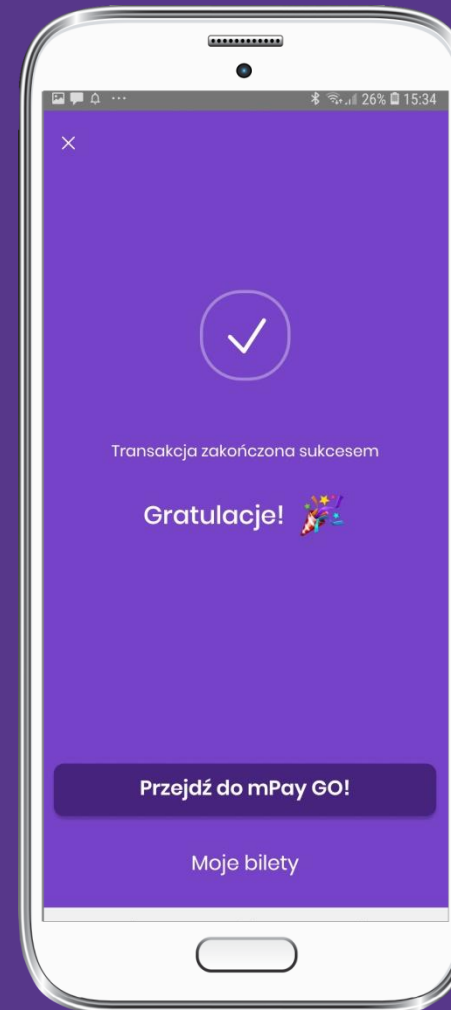 26% 15:34
Transakcja zakończona sukcesem
Gratulacje!
Przejdź do mPay GO!
Moje bilety